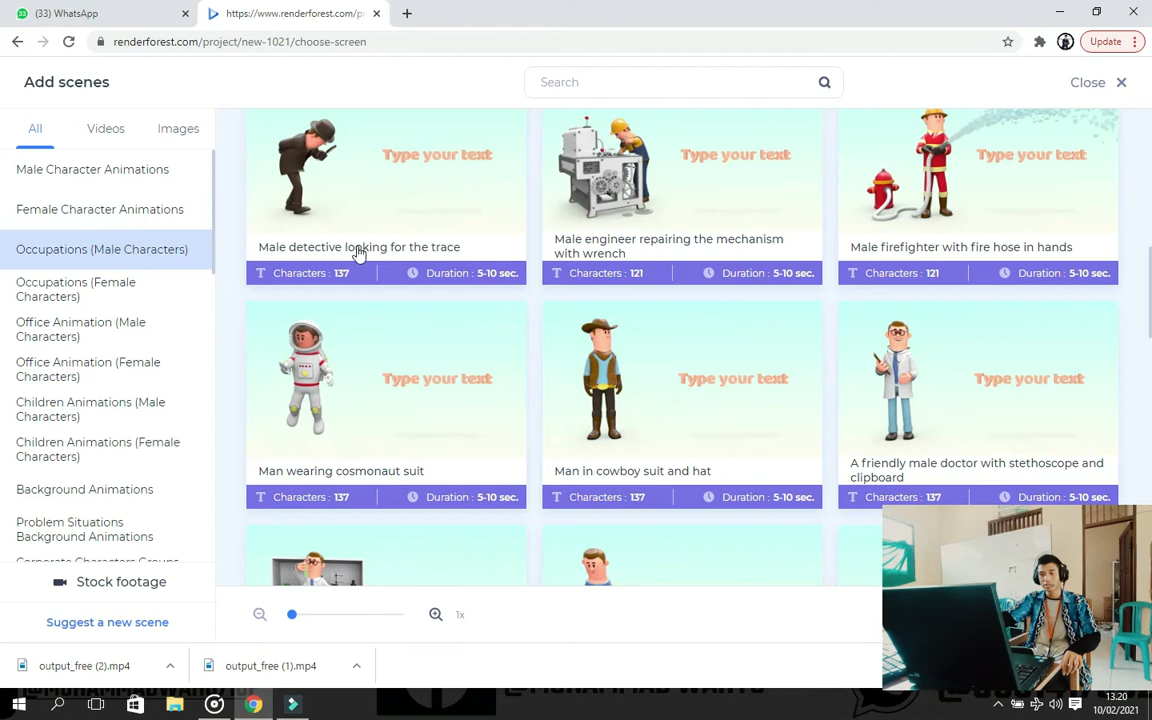 (33) WhatsApp
https://www.renderforest.com/pr
renderforest.com/project/new-1021/choose-screen
Update
Add scenes
Search
Close
All
Videos
Images
Male Character Animations
Female Character Animations
Occupations (Male Characters)
Occupations (Female
Characters)
Office Animation (Male
Characters)
Office Animation (Female
Characters)
Children Animations (Male
Characters)
Children Animations (Female
Characters)
Background Animations
Problem Situations
Background Animations
Corporate Characters Groups
Stock footage
Suggest a new scene
Type your text
Type your text
Type your text
Male detective looking for the trace
Male engineer repairing the mechanism
with wrench
Male firefighter with fire hose in hands
Characters : 137
Duration : 5-10 sec.
Characters : 121
Duration : 5-10 sec.
Characters : 121
Duration : 5-10 sec.
Type your text
Type your text
Type your text
Man wearing cosmonaut suit
Man in cowboy suit and hat
A friendly male doctor with stethoscope and
clipboard
Characters : 137
Duration : 5-10 sec.
Characters : 137
Duration : 5-10 sec.
Characters : 137
Duration : 5-10 sec.
1x
output_free (2).mp4
output_free (1).mp4
13.20
10/02/2021